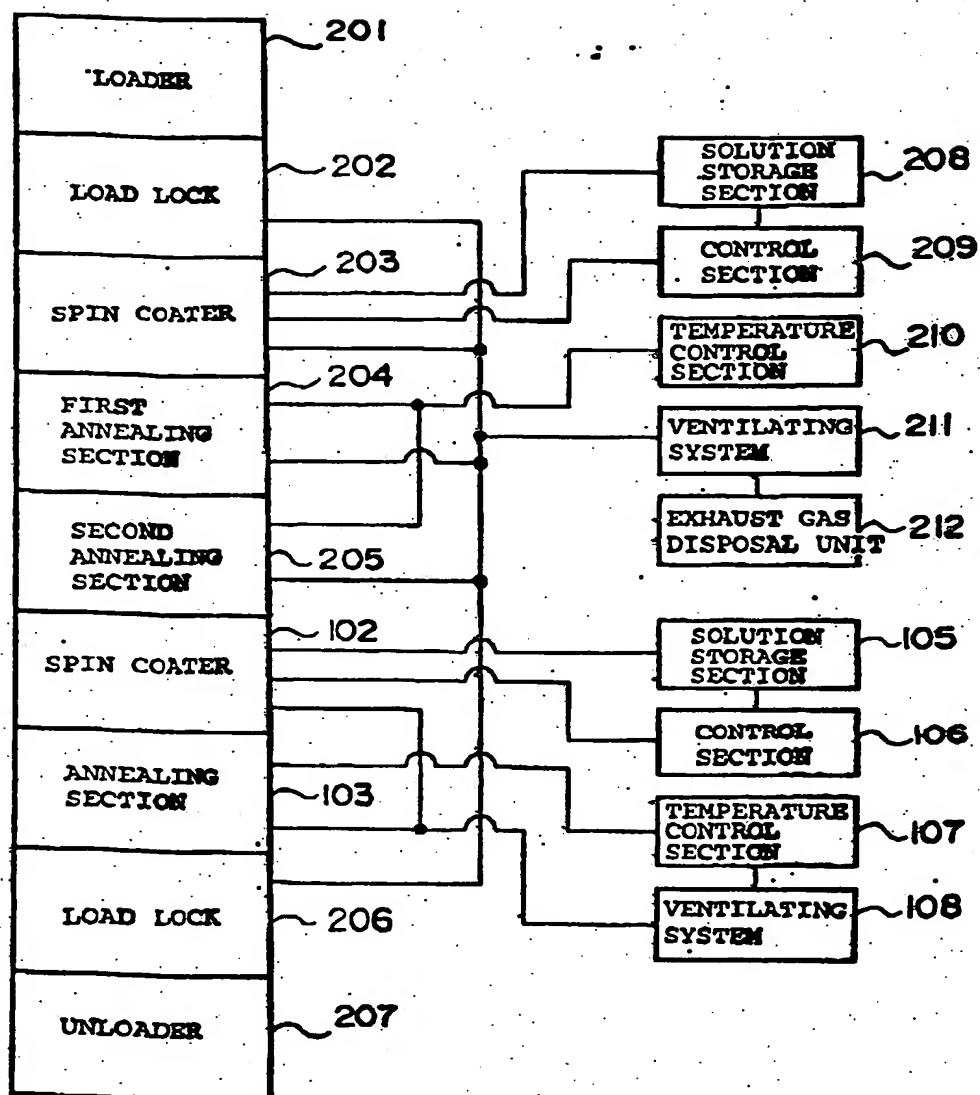 201
LOADER
202
LOAD LOCK
203
SPIN COATER
204
FIRST
ANNEALING
SECTION
SECOND
ANNEALING
SECTION
205
102
SPIN COATER
ANNEALING
SECTION
103
LOAD LOCK
206
UNLOADER
207
SOLUTION
STORAGE
SECTION
208
CONTROL
SECTION
209
TEMPERATURE
CONTROL
SECTION
210
VENTILATING
SYSTEM
211
EXHAUST GAS
DISPOSAL UNIT
212
SOLUTION
STORAGE
SECTION
105
CONTROL
SECTION
106
TEMPERATURE
CONTROL
SECTION
107
VENTILATING
SYSTEM
108